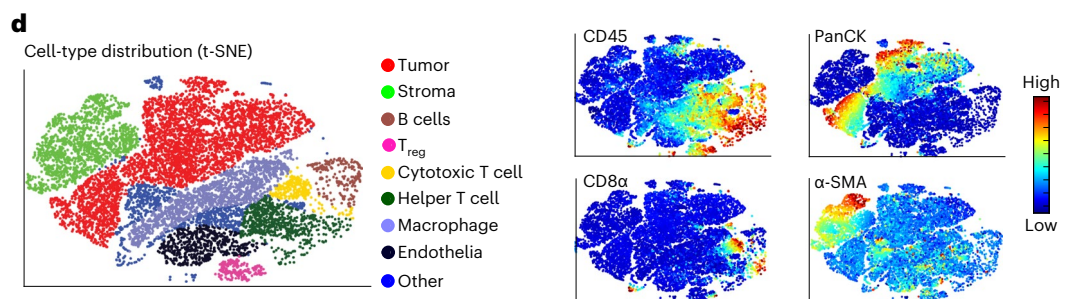 d
Cell-type distribution (t-SNE)
Tumor
Stroma
B cells
Treg
Cytotoxic T cell
Helper T cell
Macrophage
Endothelia
Other
CD45
PanCK
CD8α
α-SMA
High
Low